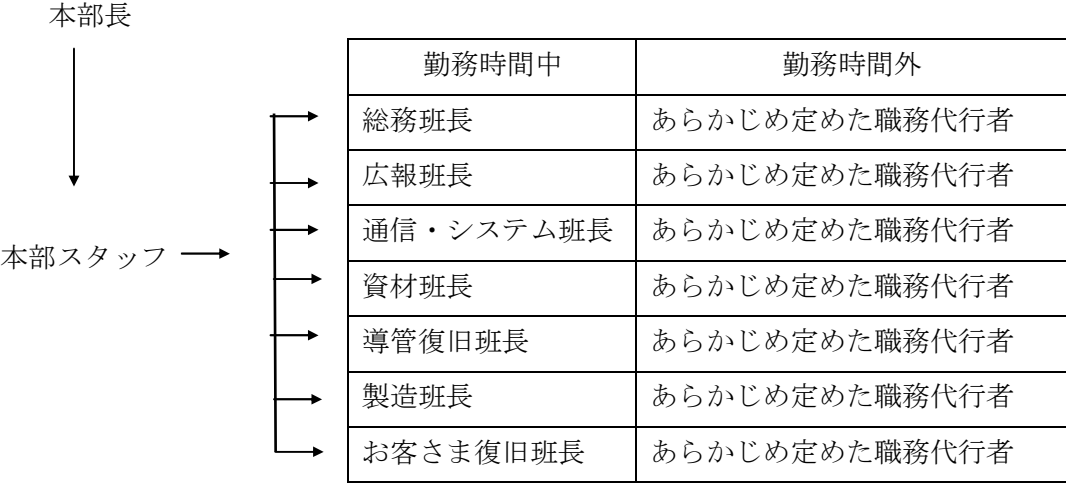 本部長
本部スタッフ
勤務時間中 勤務時間外
総務班長 あらかじめ定めた職務代行者
広報班長 あらかじめ定めた職務代行者
通信・システム班長 あらかじめ定めた職務代行者
資材班長 あらかじめ定めた職務代行者
導管復旧班長 あらかじめ定めた職務代行者
製造班長 あらかじめ定めた職務代行者
お客さま復旧班長 あらかじめ定めた職務代行者